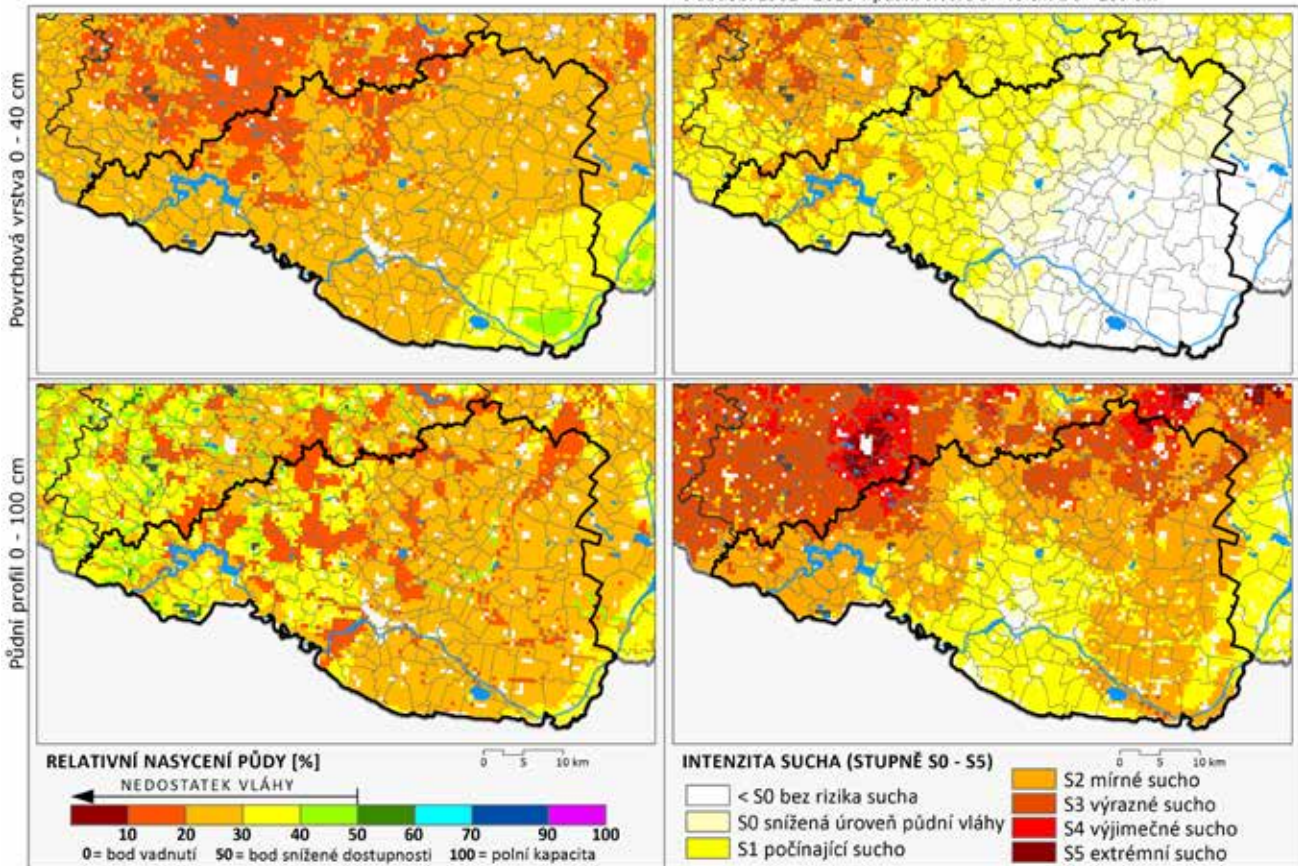 Povrchová vrstva 0 - 40 cm
Půdní profil 0 - 100 cm
RELATIVNÍ NASYCENÍ PŮDY [%]
0 5 10 km
NEDOSTATEK VLÁHY
10 20 30 40 50 60 70 90 100
0= bod vadnutí 50= bod snížené dostupnosti 100 = polní kapacita
INTENZITA SUCHA (STUPNĚ S0 - S5)
0 5 10 km
< S0 bez rizika sucha
S0 snížená úroveň půdní vláhy
S1 počínající sucho
S2 mírné sucho
S3 výrazné sucho
S4 výjimečné sucho
S5 extrémní sucho